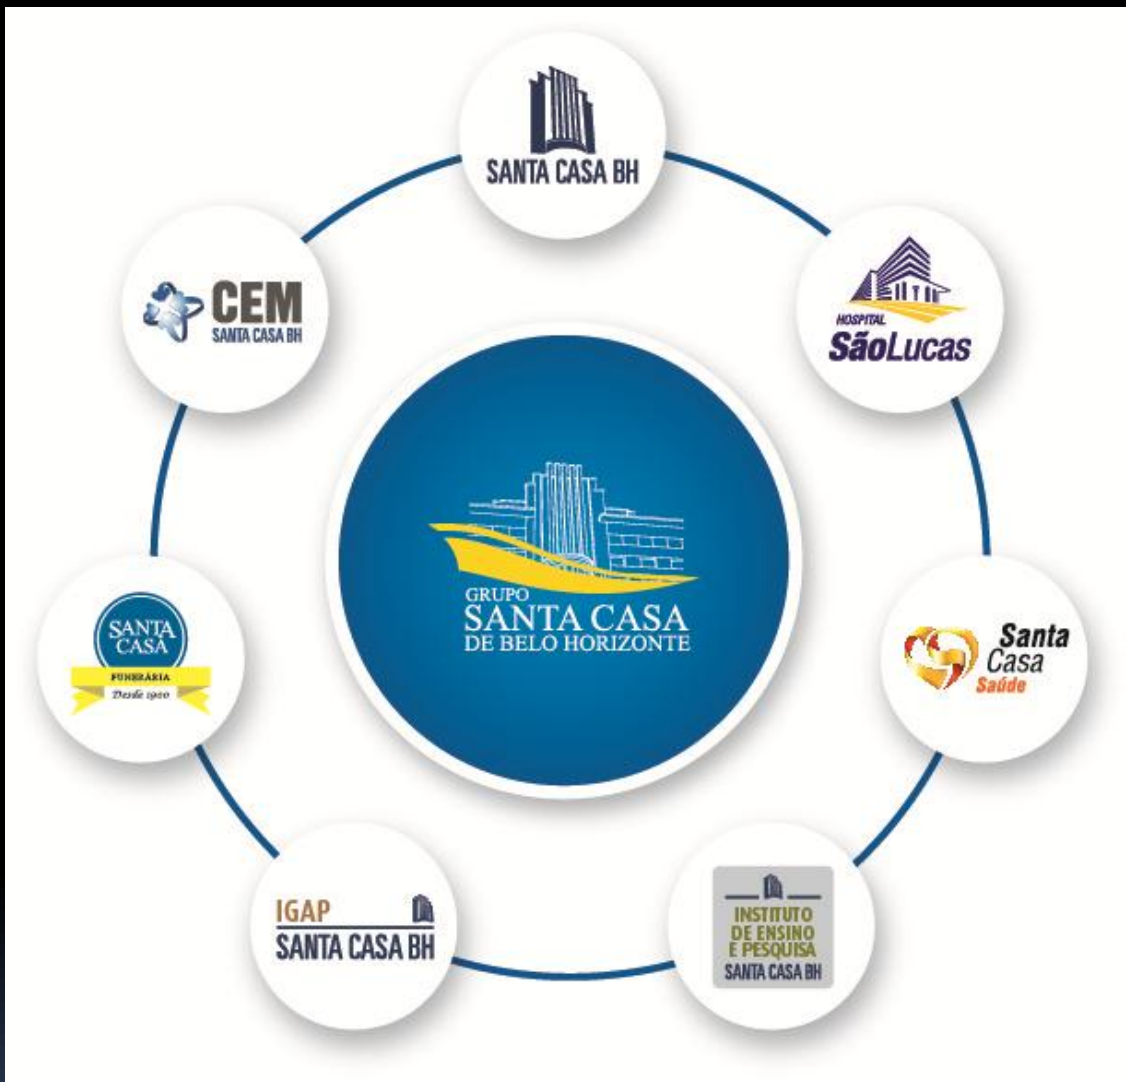 SANTA CASA BH
HOSPITAL
SãoLucas
Santa
Casa
Saúde
INSTITUTO
DE ENSINO
E PESQUISA
SANTA CASA BH
IGAP
SANTA CASA BH
SANTA
CASA
FUNERÁRIA
Desde 1900
CEM
SANTA CASA BH
GRUPO
SANTA CASA
DE BELO HORIZONTE